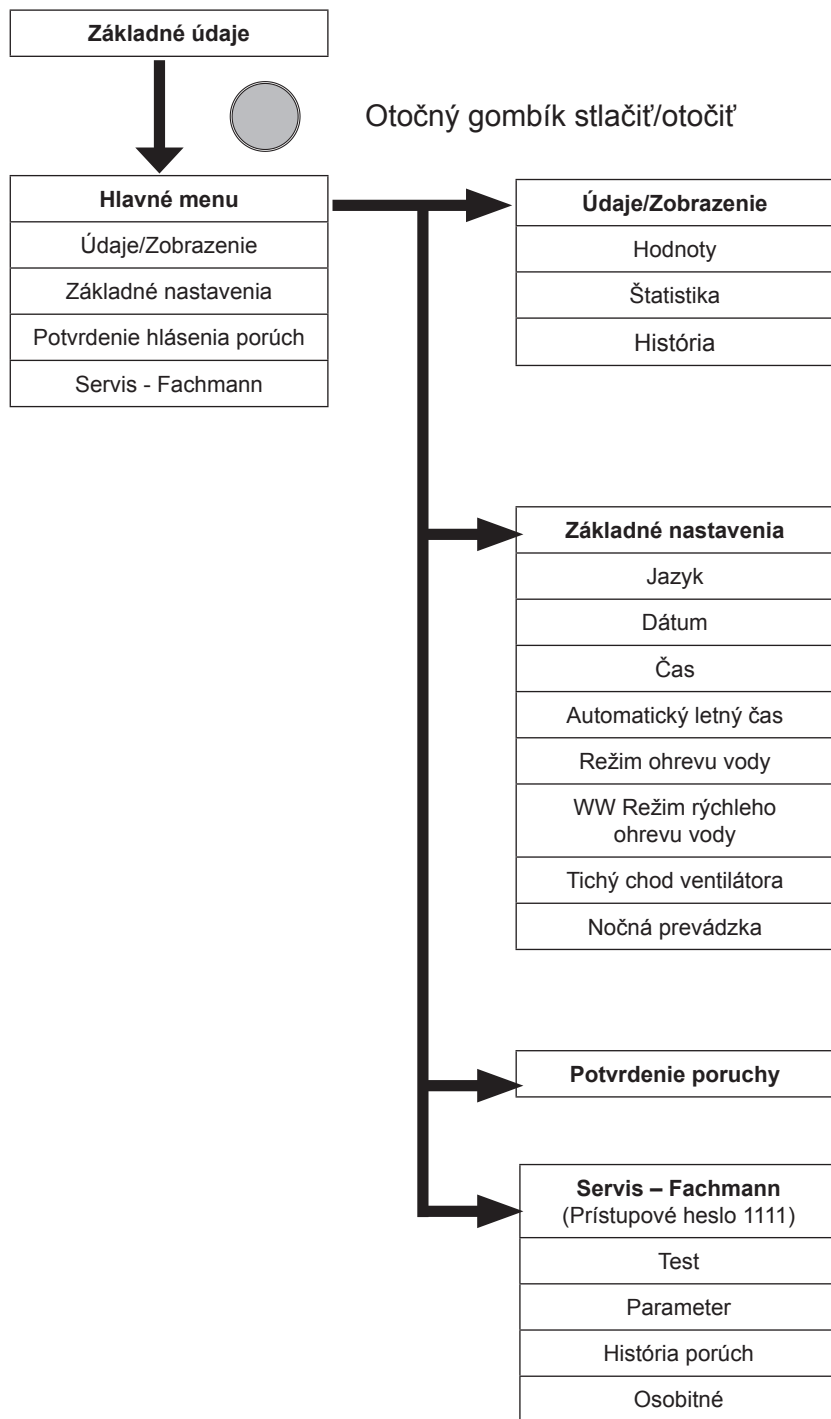 Základné údaje
Otočný gombík stlačiť/otočiť
Hlavné menu
Údaje/Zobrazenie
Základné nastavenia
Potvrdenie hlásenia porúch
Servis - Fachmann
Údaje/Zobrazenie
Hodnoty
Štatistika
História
Základné nastavenia
Jazyk
Dátum
Čas
Automatický letný čas
Režim ohrevu vody
WW Režim rýchleho
ohrevu vody
Tichý chod ventilátora
Nočná prevádzka
Potvrdenie poruchy
Servis – Fachmann
(Prístupové heslo 1111)
Test
Parameter
História porúch
Osobitné